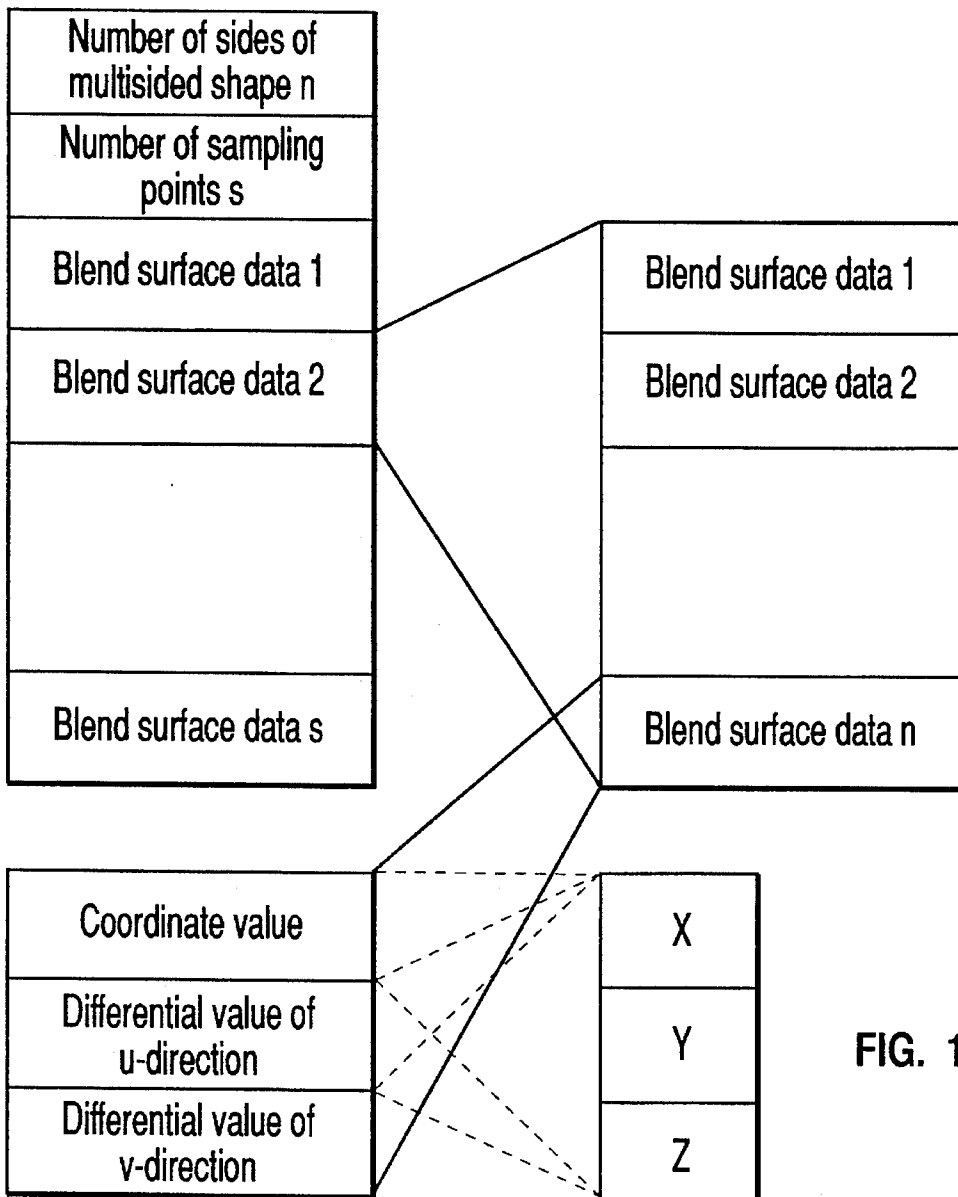 Number of sides of
multisided shape n
Number of sampling
points s
Blend surface data 1
Blend surface data 2
Blend surface data s
Blend surface data 1
Blend surface data 2
Blend surface data n
Coordinate value
Differential value of
u-direction
Differential value of
v-direction
X
Y
Z
FIG. 1